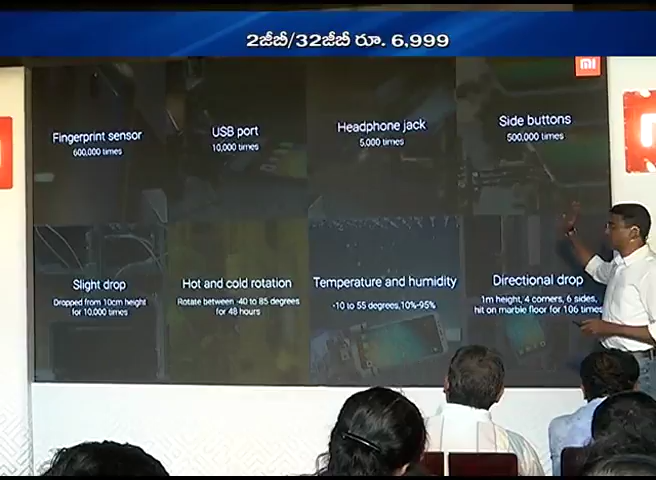 2జీబీ/32జీబీ రూ. 6,999
mi
Fingerprint sensor
600,000 times
USB port
10,000 times
Headphone jack
5,000 times
Side buttons
500,000 times
Slight drop
Dropped from 10cm height
for 10,000 times
Hot and cold rotation
Rotate between -40 to 85 degrees
for 48 hours
Temperature and humidity
-10 to 55 degrees,10%-95%
Directional drop
1m height, 4 corners, 6 sides,
hit on marble floor for 106 times